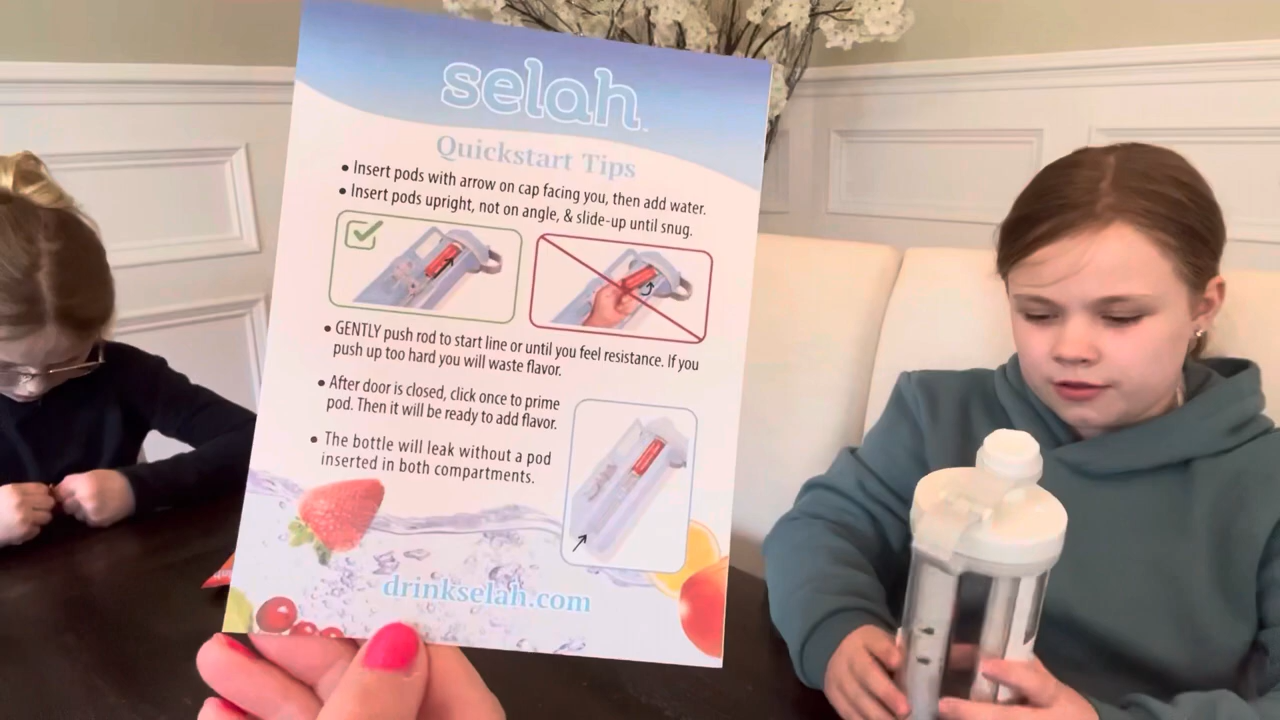 selah
Quickstart Tips
• Insert pods with arrow on cap facing you, then add water.
• Insert pods upright, not on angle, & slide-up until snug.
• GENTLY push rod to start line or until you feel resistance. If you
push up too hard you will waste flavor.
• After door is closed, click once to prime
pod. Then it will be ready to add flavor.
• The bottle will leak without a pod
inserted in both compartments.
drinkselah.com